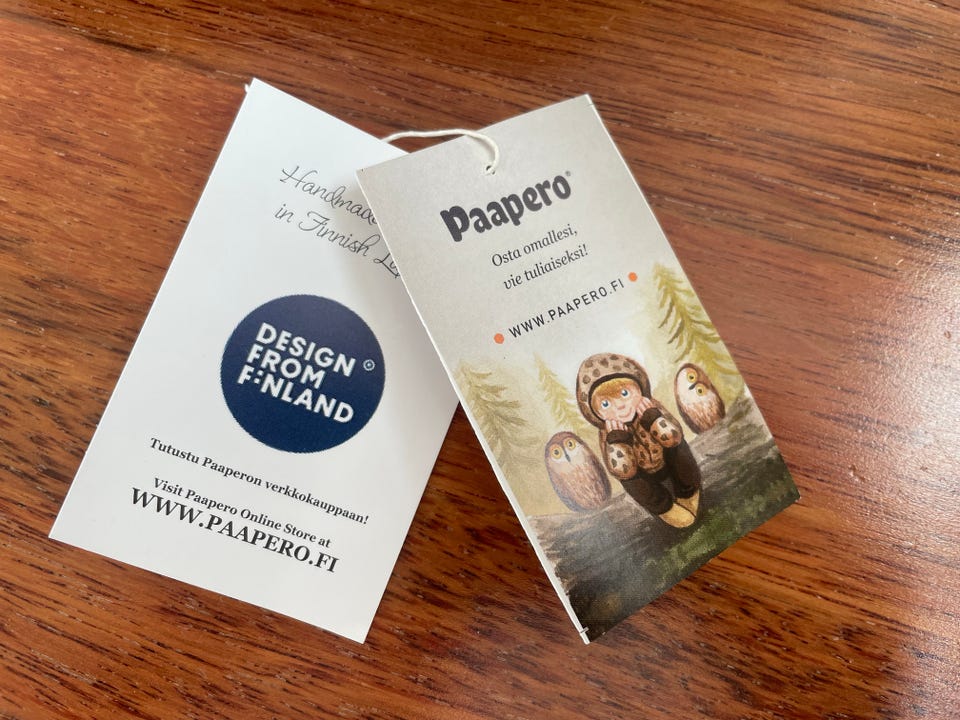 Handmade
in Finnish
DESIGN
FROM
FINLAND
Tutustu Paaperon verkkokauppaan!
Visit Paapero Online Store at
WWW.PAAPERO.FI
Paapero®
Osta omallesi,
vie tuliaiseksi!
• WWW.PAAPERO.FI •